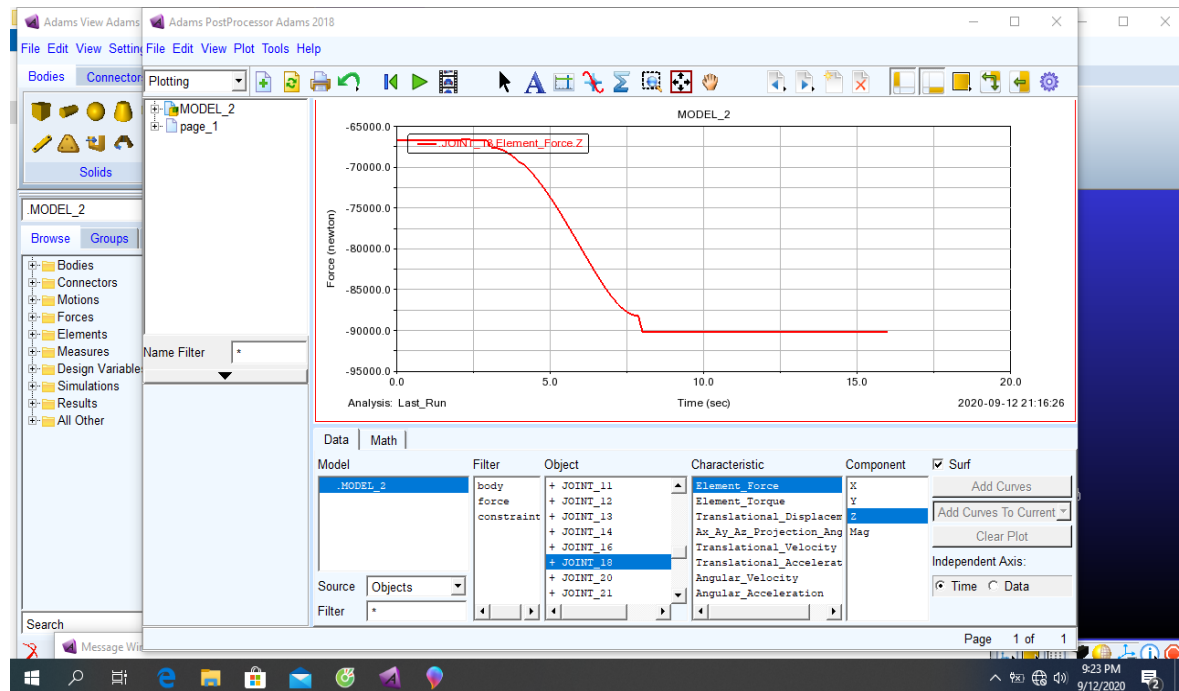 Adams View Adams
Adams PostProcessor Adams 2018
File Edit View Settin
File Edit View Plot Tools Help
Bodies Connector
Plotting
Solids
.MODEL_2
Browse Groups
Bodies
Connectors
Motions
Forces
Elements
Measures
Design Variable
Simulations
Results
All Other
Search
Message Wi
MODEL_2
page_1
Name Filter *
MODEL_2
JOINT_18.Element_Force.Z
Force (newton)
-65000.0
-70000.0
-75000.0
-80000.0
-85000.0
-90000.0
-95000.0
0.0 5.0 10.0 15.0 20.0
Analysis: Last_Run Time (sec) 2020-09-12 21:16:26
Data Math
Model Filter Object Characteristic Component Surf
.MODEL_2
body
force
constraint
+ JOINT_11
+ JOINT_12
+ JOINT_13
+ JOINT_14
+ JOINT_16
+ JOINT_18
+ JOINT_20
+ JOINT_21
Element_Force
Element_Torque
Translational_Displacem
Ax_Ay_Az_Projection_Ang
Translational_Velocity
Translational_Accelerat
Angular_Velocity
Angular_Acceleration
X
Y
Z
Mag
Add Curves
Add Curves To Current
Clear Plot
Independent Axis:
Time Data
Source Objects
Filter *
Page 1 of 1
9:23 PM
9/12/2020
2